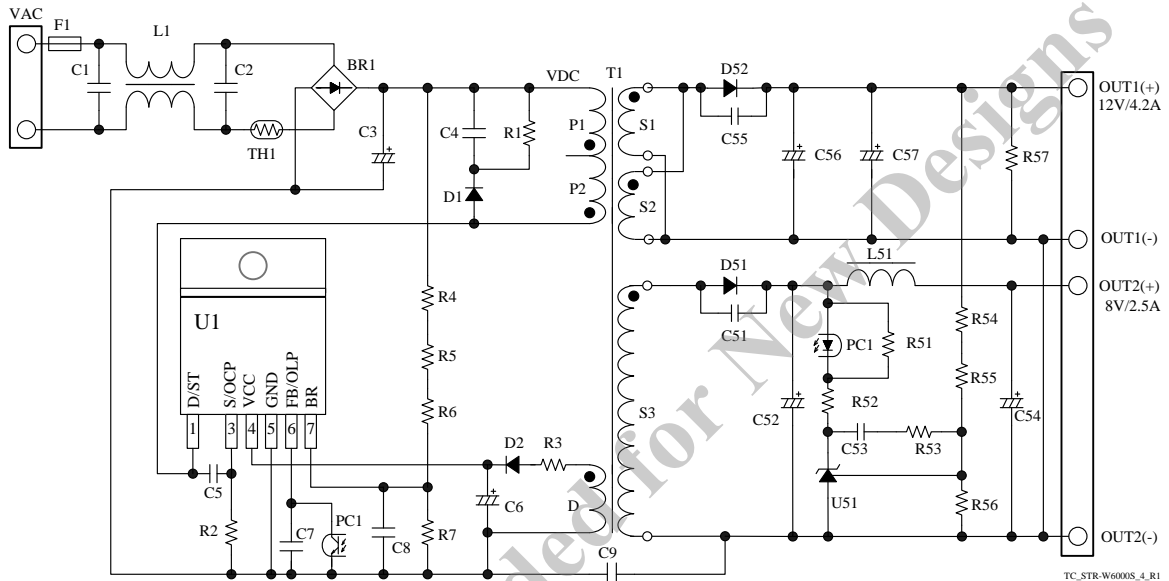 VAC
F1
L1
C1
C2
TH1
BR1
C3
C4
R1
D1
VDC
T1
P1
P2
S1
S2
D52
C55
C56
C57
R57
OUT1(+)
12V/4.2A
OUT1(-)
U1
D/ST
S/OCP
VCC
GND
FB/OLP
BR
1
3
4
5
6
7
C5
R2
C7
PC1
C8
R4
R5
R6
R7
D2
R3
C6
D
C9
S3
D51
C51
C52
PC1
R51
R52
C53
R53
U51
L51
R54
R55
R56
C54
OUT2(+)
8V/2.5A
OUT2(-)
TC_STR-W6000S_4_R1
for New Designs